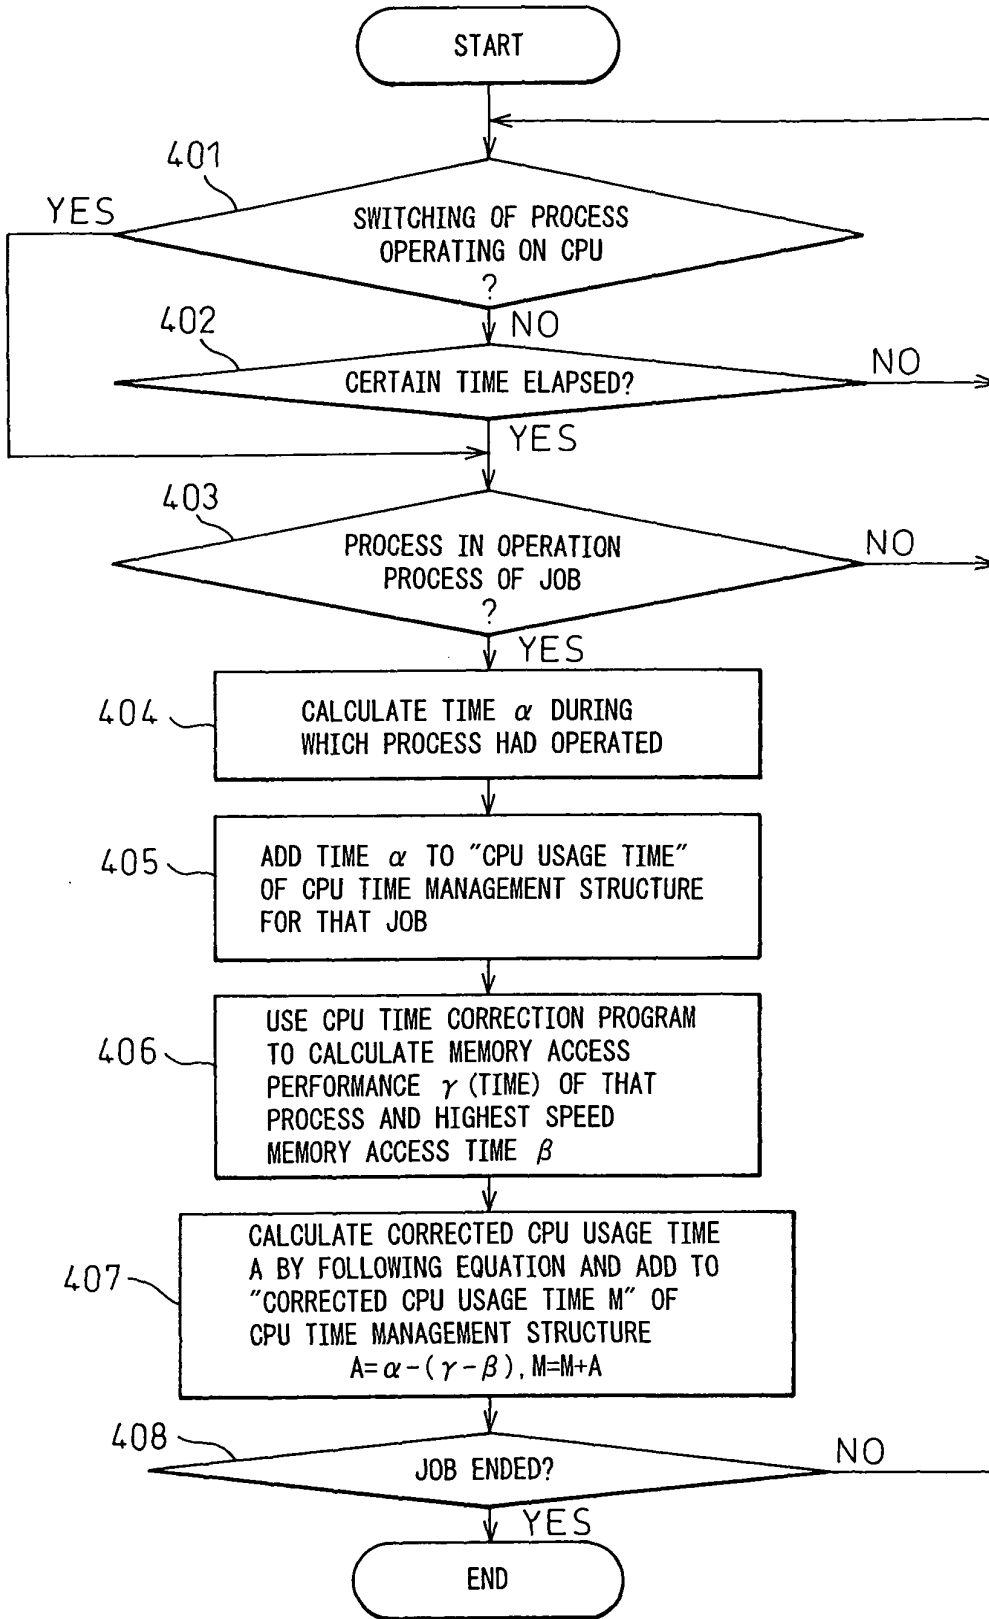 START
401
YES
SWITCHING OF PROCESS
OPERATING ON CPU
?
402
NO
CERTAIN TIME ELAPSED?
NO
YES
403
PROCESS IN OPERATION
PROCESS OF JOB
?
NO
YES
404
CALCULATE TIME α DURING
WHICH PROCESS HAD OPERATED
405
ADD TIME α TO "CPU USAGE TIME"
OF CPU TIME MANAGEMENT STRUCTURE
FOR THAT JOB
406
USE CPU TIME CORRECTION PROGRAM
TO CALCULATE MEMORY ACCESS
PERFORMANCE γ (TIME) OF THAT
PROCESS AND HIGHEST SPEED
MEMORY ACCESS TIME β
407
CALCULATE CORRECTED CPU USAGE TIME
A BY FOLLOWING EQUATION AND ADD TO
"CORRECTED CPU USAGE TIME M" OF
CPU TIME MANAGEMENT STRUCTURE
A=α-(γ-β), M=M+A
408
JOB ENDED?
NO
YES
END